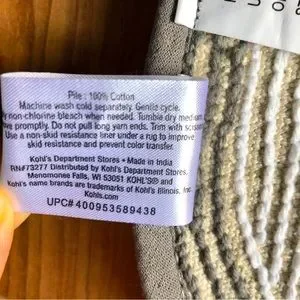 Pile : 100% Cotton
Machine wash cold separately. Gentle cycle.
only non-chlorine bleach when needed. Tumble dry medium,
ve promptly. Do not pull long yarn ends. Trim with scissors
Use a non-skid resistance liner under a rug to improve
skid resistance and prevent color transfer.
Kohl's Department Stores • Made in India
RN#73277 Distributed by Kohl's Department Stores.
Menomonee Falls, WI 53051 KOHL'S® and
Kohl's name brands are trademarks of Kohl's Illinois, Inc.
Kohls.com
UPC# 400953589438